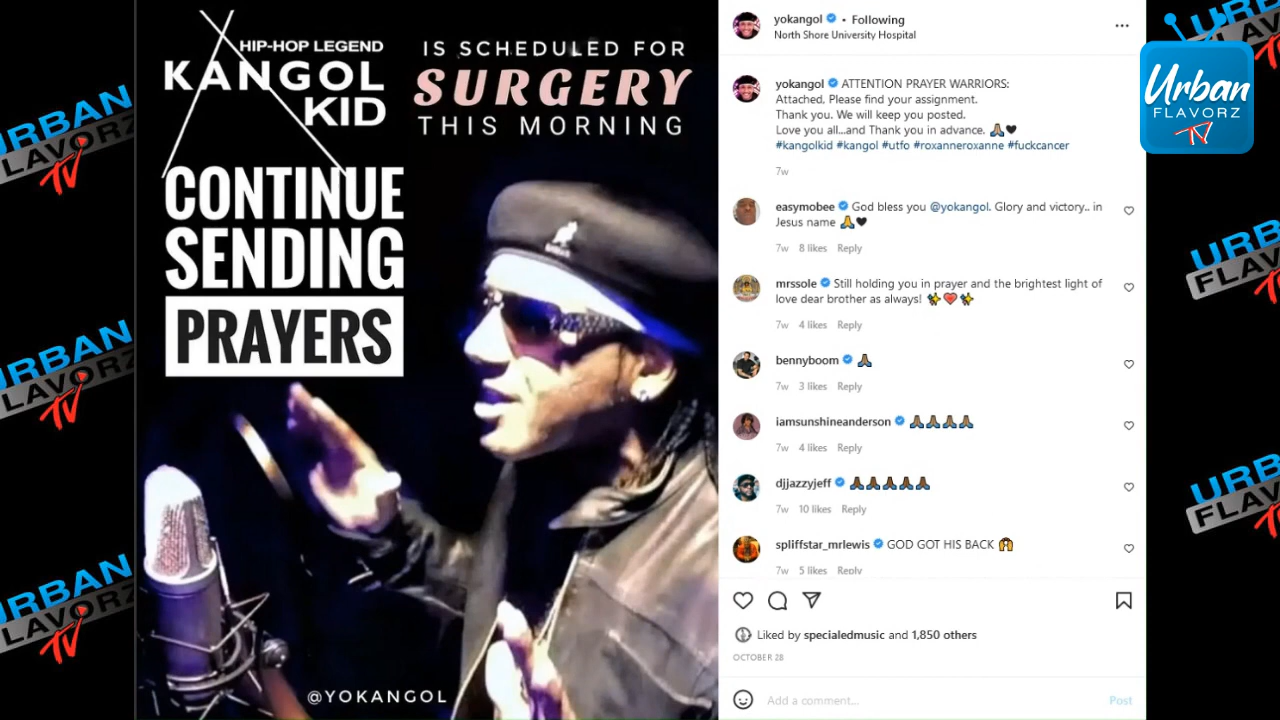 HIP-HOP LEGEND
KANGOL
KID
IS SCHEDULED FOR
SURGERY
THIS MORNING
CONTINUE
SENDING
PRAYERS
@YOKANGOL
yokangol • Following
North Shore University Hospital
yokangol ATTENTION PRAYER WARRIORS:
Attached, Please find your assignment.
Thank you. We will keep you posted.
Love you all...and Thank you in advance. 🙏🏽🖤
#kangolkid #kangol #utfo #roxanneroxanne #fuckcancer
7w
easymobee God bless you @yokangol. Glory and victory.. in
Jesus name 🙏🖤
7w 8 likes Reply
mrssole Still holding you in prayer and the brightest light of
love dear brother as always! ✨❤️✨
7w 4 likes Reply
bennyboom 🙏🏽
7w 3 likes Reply
iamsunshineanderson 🙏🏽🙏🏽🙏🏽🙏🏽
7w 4 likes Reply
djjazzyjeff 🙏🏾🙏🏾🙏🏾🙏🏾🙏🏾
7w 10 likes Reply
spliffstar_mrlewis GOD GOT HIS BACK 🙌
7w 5 likes Reply
Liked by specialedmusic and 1,850 others
OCTOBER 28
Add a comment...
Post
Urban
FLAVORZ
TV
URBAN
FLAVORZ
TV
URBAN
FLAVORZ
TV
URBAN
FLAVORZ
TV